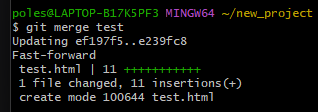 poles@LAPTOP-B17K5PF3 MINGW64 ~/new_project
$ git merge test
Updating ef197f5..e239fc8
Fast-forward
 test.html | 11 +++++++++++
 1 file changed, 11 insertions(+)
 create mode 100644 test.html